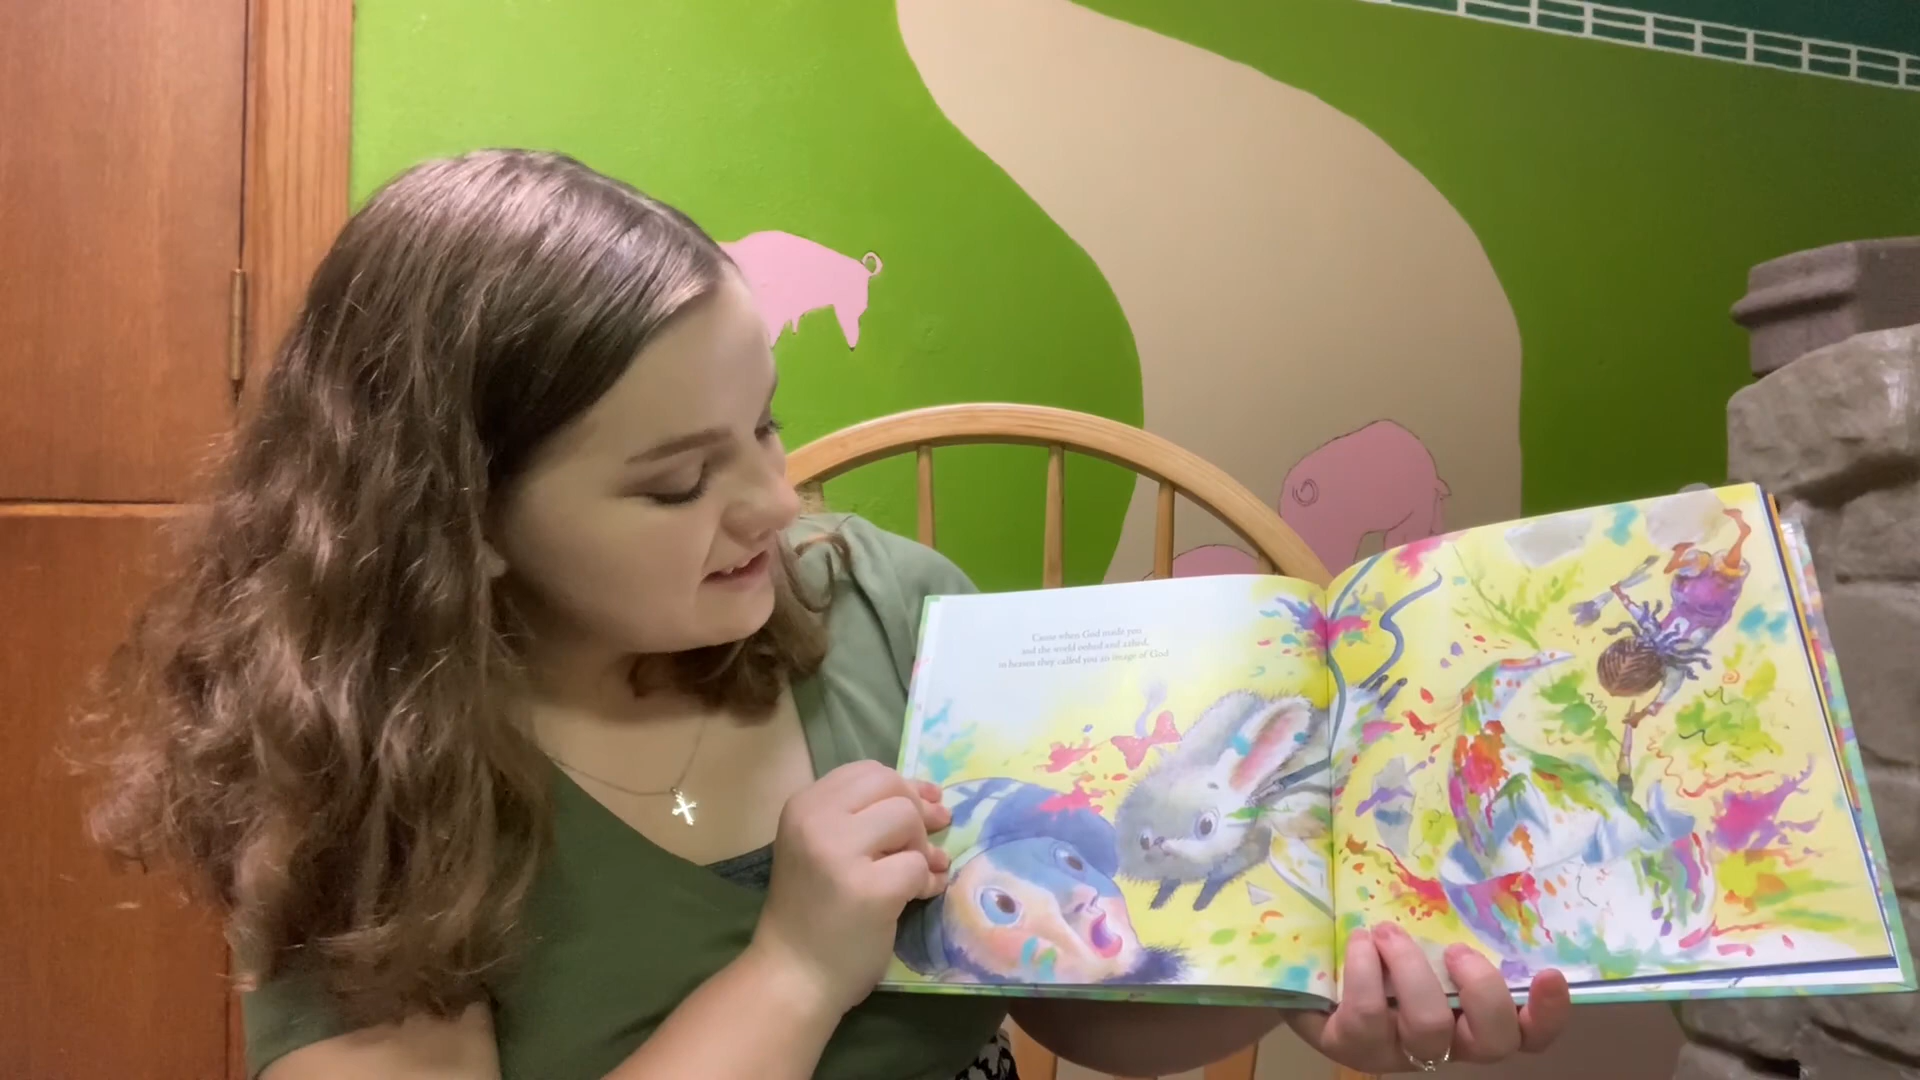 Cause when God made you
and the world oohed and aahed,
in heaven they called you an image of God